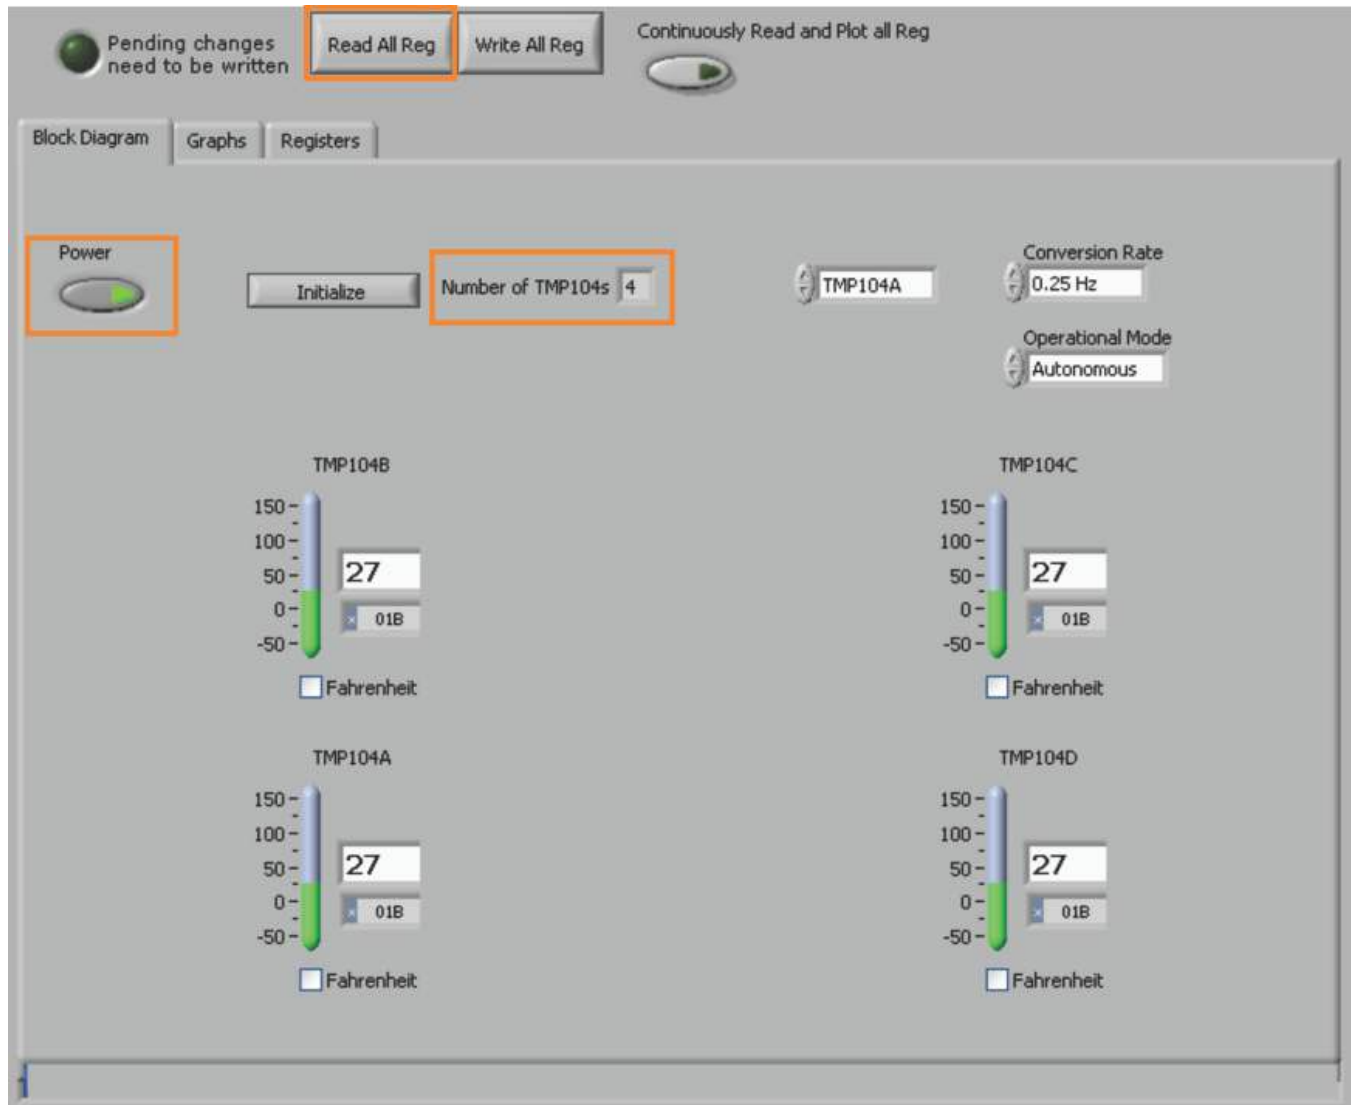 Pending changes
need to be written
Read All Reg
Write All Reg
Continuously Read and Plot all Reg
Block Diagram
Graphs
Registers
Power
Initialize
Number of TMP104s 4
TMP104A
Conversion Rate
0.25 Hz
Operational Mode
Autonomous
TMP104B
150
100
50
0
-50
27
x 01B
Fahrenheit
TMP104C
150
100
50
0
-50
27
x 01B
Fahrenheit
TMP104A
150
100
50
0
-50
27
x 01B
Fahrenheit
TMP104D
150
100
50
0
-50
27
x 01B
Fahrenheit